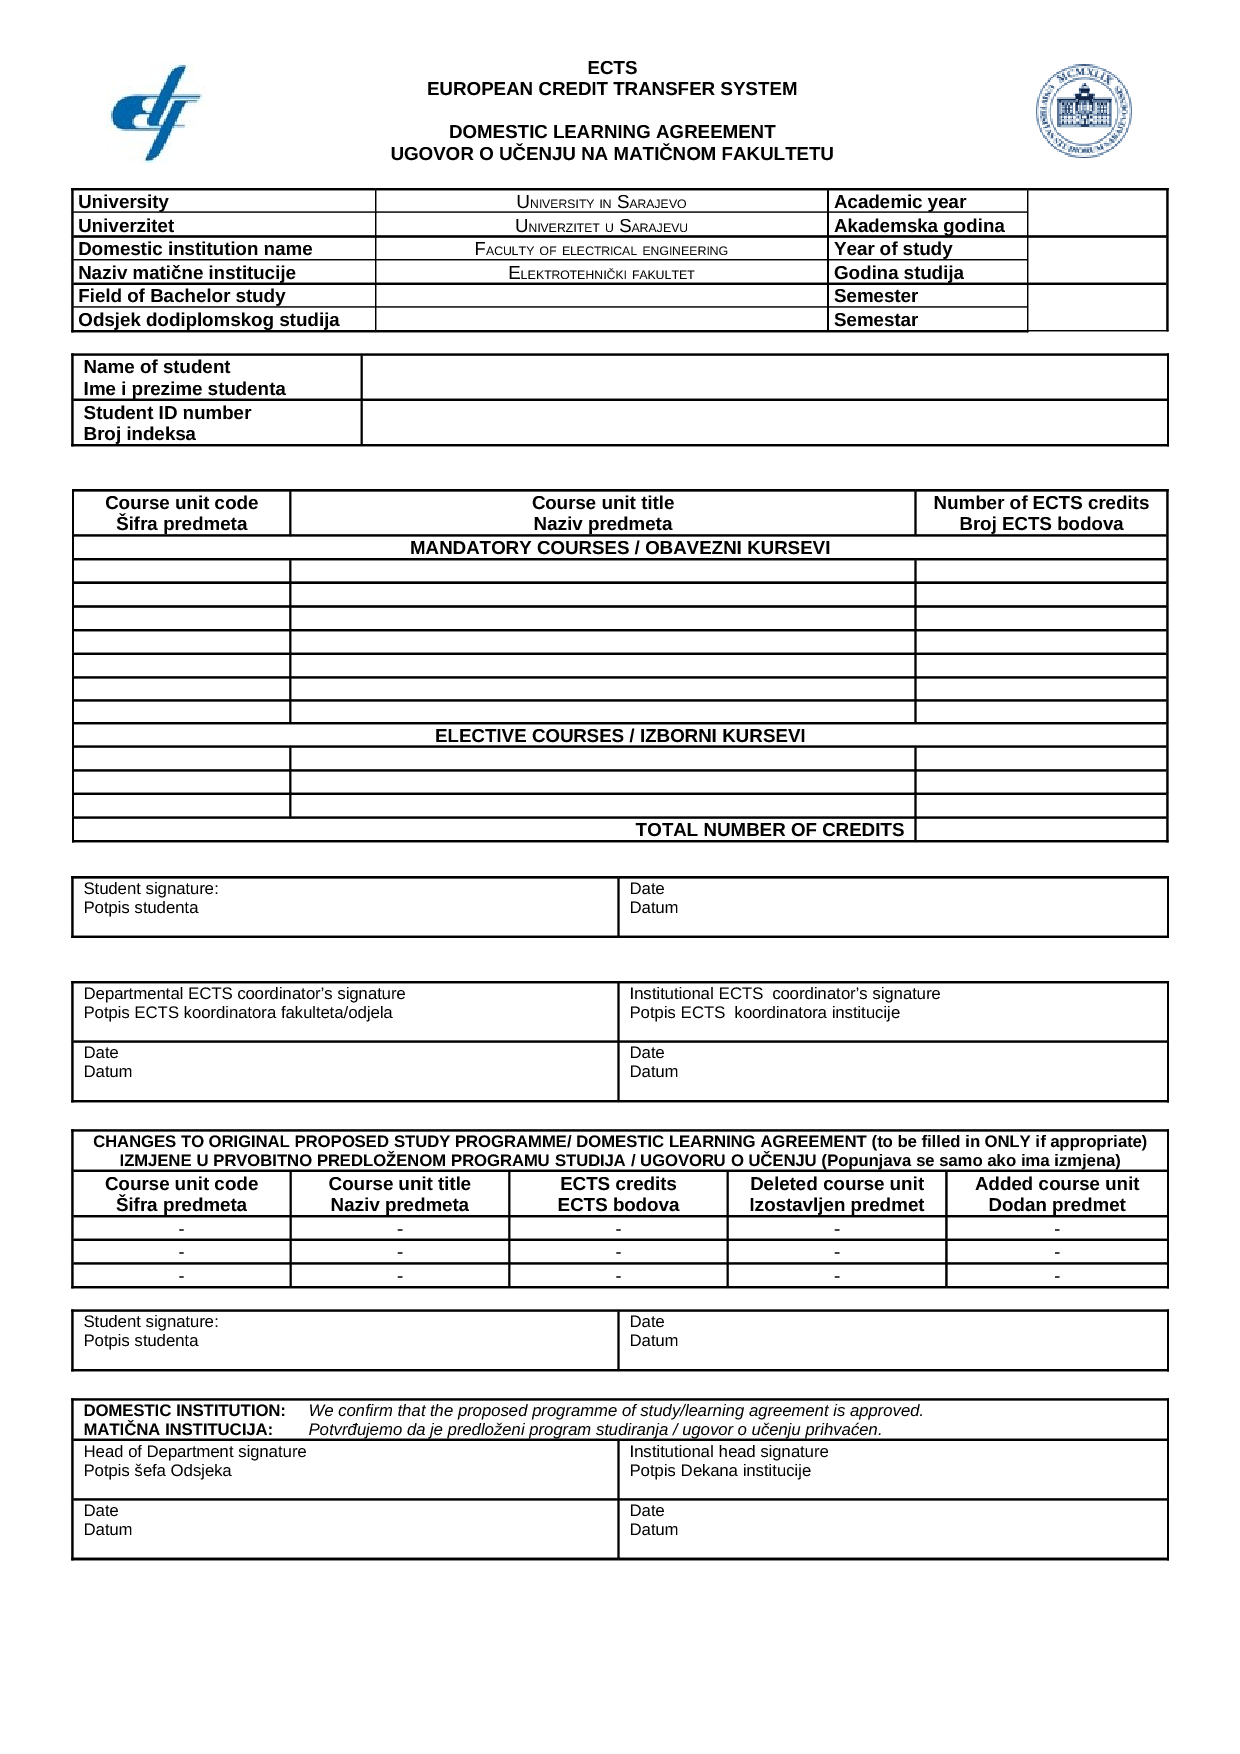 ECTS
EUROPEAN CREDIT TRANSFER SYSTEM
DOMESTIC LEARNING AGREEMENT
UGOVOR O UČENJU NA MATIČNOM FAKULTETU
MCMXLIX
University University in Sarajevo Academic year
Univerzitet Univerzitet u Sarajevu Akademska godina
Domestic institution name Faculty of electrical engineering Year of study
Naziv matične institucije Elektrotehnički fakultet Godina studija
Field of Bachelor study Semester
Odsjek dodiplomskog studija Semestar
Name of student
Ime i prezime studenta
Student ID number
Broj indeksa
Course unit code Course unit title Number of ECTS credits
Šifra predmeta Naziv predmeta Broj ECTS bodova
MANDATORY COURSES / OBAVEZNI KURSEVI
ELECTIVE COURSES / IZBORNI KURSEVI
TOTAL NUMBER OF CREDITS
Student signature: Date
Potpis studenta Datum
Departmental ECTS coordinator’s signature Institutional ECTS coordinator’s signature
Potpis ECTS koordinatora fakulteta/odjela Potpis ECTS koordinatora institucije
Date Date
Datum Datum
CHANGES TO ORIGINAL PROPOSED STUDY PROGRAMME/ DOMESTIC LEARNING AGREEMENT (to be filled in ONLY if appropriate)
IZMJENE U PRVOBITNO PREDLOŽENOM PROGRAMU STUDIJA / UGOVORU O UČENJU (Popunjava se samo ako ima izmjena)
Course unit code Course unit title ECTS credits Deleted course unit Added course unit
Šifra predmeta Naziv predmeta ECTS bodova Izostavljen predmet Dodan predmet
- - - - -
- - - - -
- - - - -
Student signature: Date
Potpis studenta Datum
DOMESTIC INSTITUTION: We confirm that the proposed programme of study/learning agreement is approved.
MATIČNA INSTITUCIJA: Potvrđujemo da je predloženi program studiranja / ugovor o učenju prihvaćen.
Head of Department signature Institutional head signature
Potpis šefa Odsjeka Potpis Dekana institucije
Date Date
Datum Datum